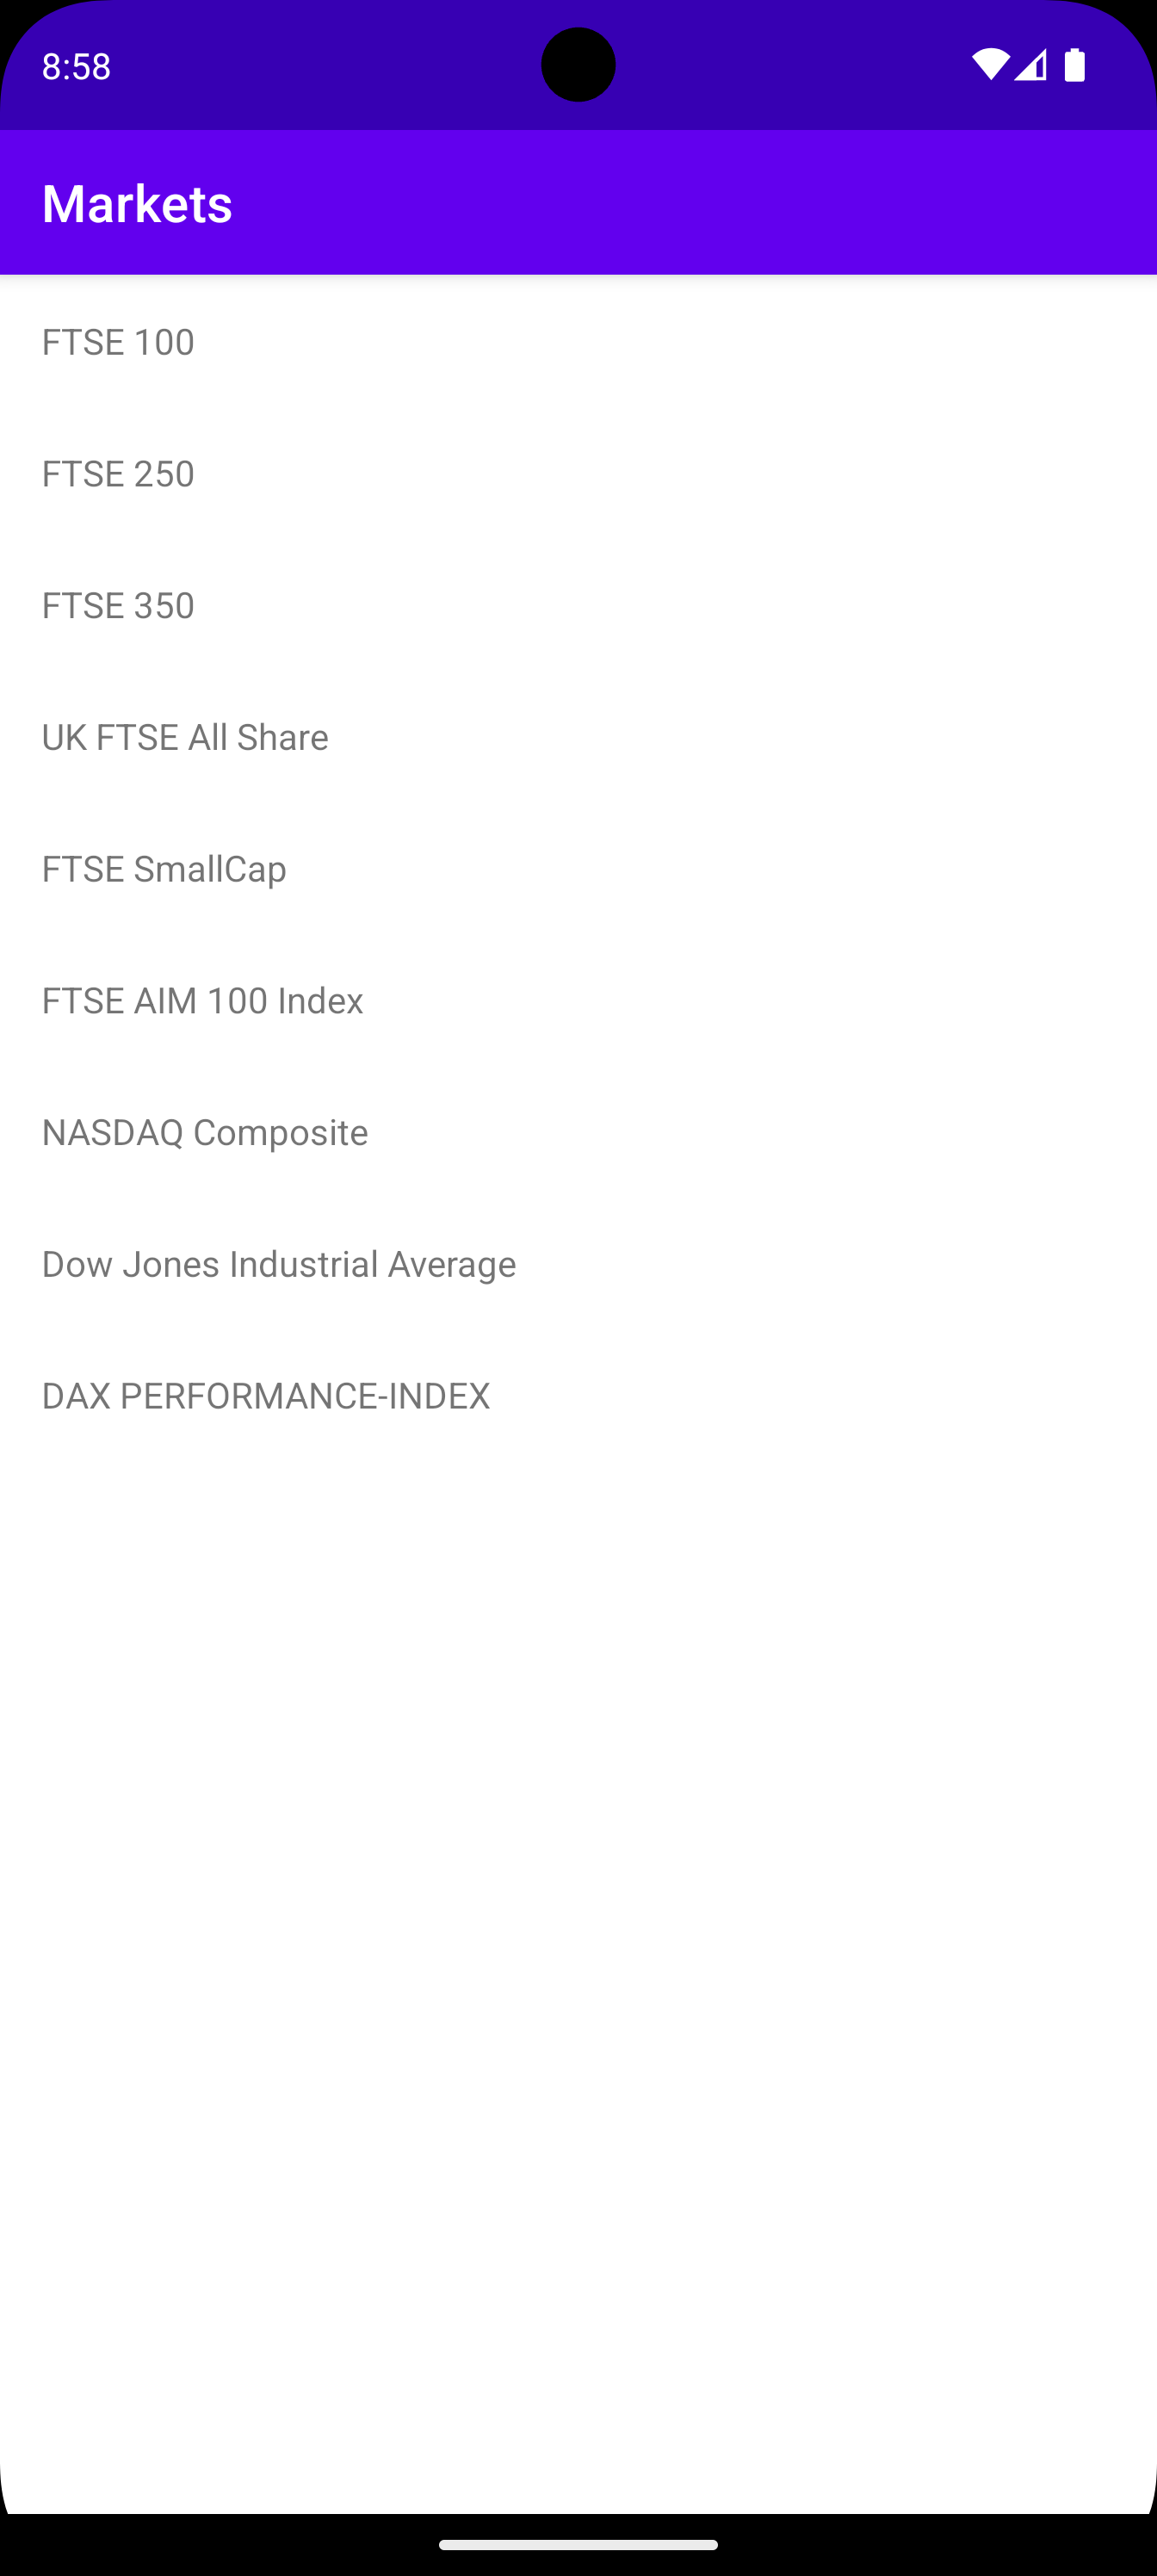 8:58
Markets
FTSE 100
FTSE 250
FTSE 350
UK FTSE All Share
FTSE SmallCap
FTSE AIM 100 Index
NASDAQ Composite
Dow Jones Industrial Average
DAX PERFORMANCE-INDEX